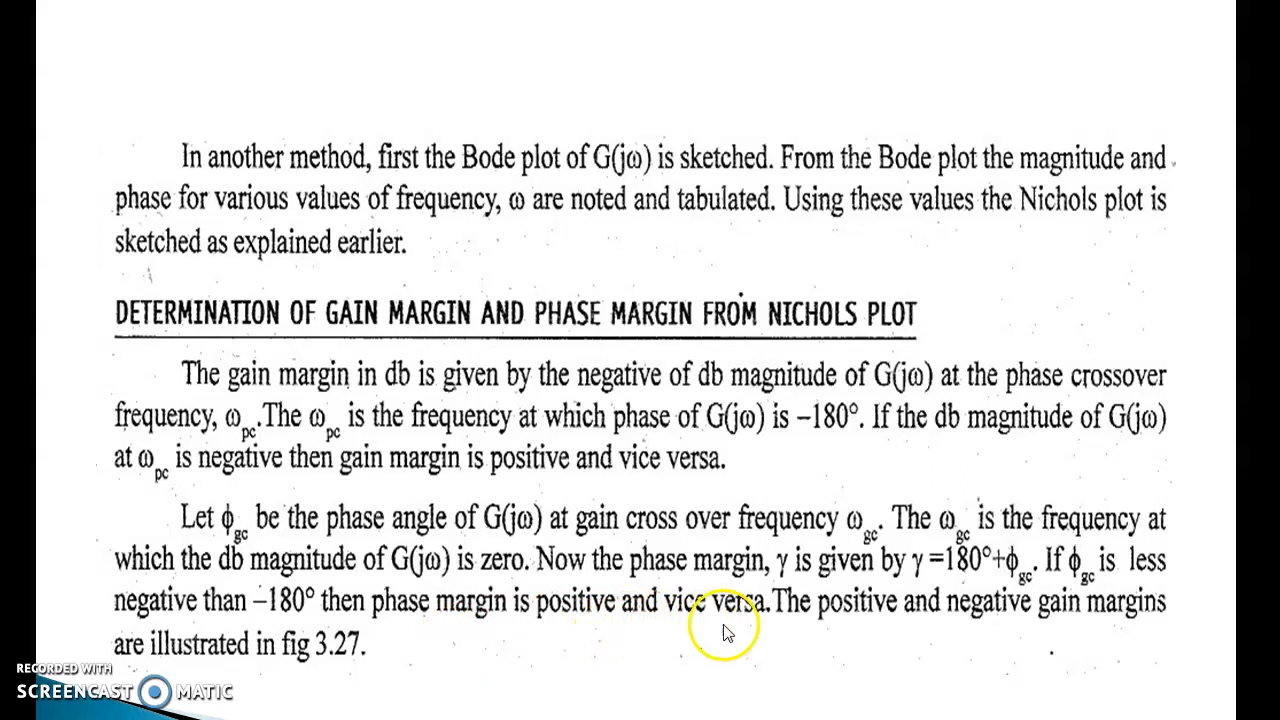 In another method, first the Bode plot of G(jω) is sketched. From the Bode plot the magnitude and
phase for various values of frequency, ω are noted and tabulated. Using these values the Nichols plot is
sketched as explained earlier.
DETERMINATION OF GAIN MARGIN AND PHASE MARGIN FROM NICHOLS PLOT
The gain margin in db is given by the negative of db magnitude of G(jω) at the phase crossover
frequency, ωpc.The ωpc is the frequency at which phase of G(jω) is −180°. If the db magnitude of G(jω)
at ωpc is negative then gain margin is positive and vice versa.
Let ϕgc be the phase angle of G(jω) at gain cross over frequency ωgc. The ωgc is the frequency at
which the db magnitude of G(jω) is zero. Now the phase margin, γ is given by γ =180°+ϕgc. If ϕgc is less
negative than −180° then phase margin is positive and vice versa.The positive and negative gain margins
are illustrated in fig 3.27.
RECORDED WITH
SCREENCAST MATIC